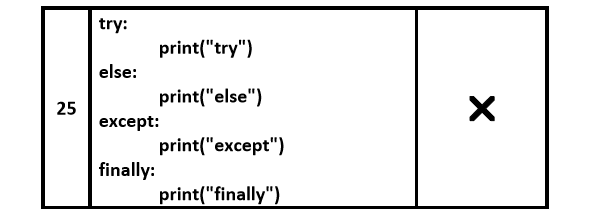 25
try:
print("try")
else:
print("else")
except:
print("except")
finally:
print("finally")